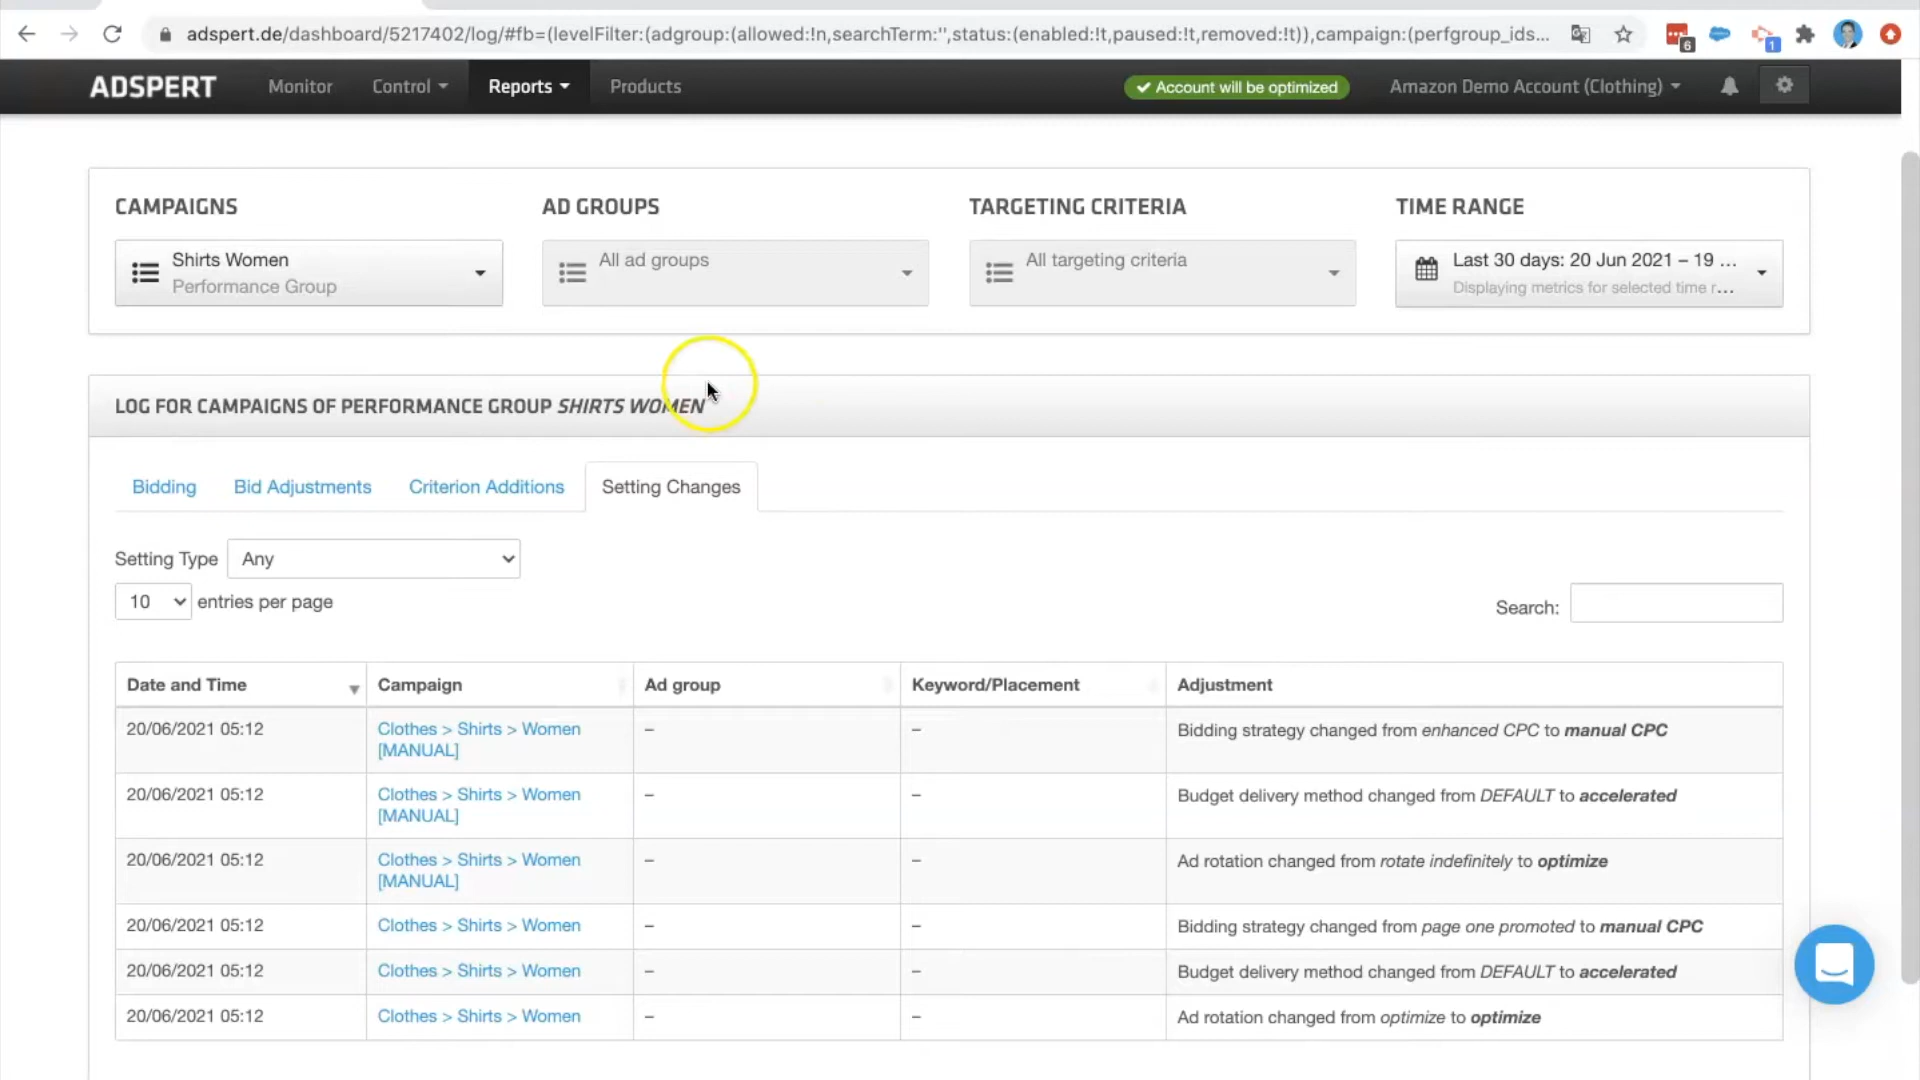 adspert.de/dashboard/5217402/log/#fb=(levelFilter:(adgroup:(allowed:!n,searchTerm:'',status:(enabled:!t,paused:!t,removed:!t)),campaign:(perfgroup_ids...
6
1
ADSPERT
Monitor
Control
Reports
Products
Account will be optimized
Amazon Demo Account (Clothing)
CAMPAIGNS
AD GROUPS
TARGETING CRITERIA
TIME RANGE
Shirts Women
Performance Group
All ad groups
All targeting criteria
Last 30 days: 20 Jun 2021 – 19 ...
Displaying metrics for selected time r...
LOG FOR CAMPAIGNS OF PERFORMANCE GROUP SHIRTS WOMEN
Bidding
Bid Adjustments
Criterion Additions
Setting Changes
Setting Type
Any
10
entries per page
Search:
Date and Time
Campaign
Ad group
Keyword/Placement
Adjustment
20/06/2021 05:12
Clothes > Shirts > Women
[MANUAL]
–
–
Bidding strategy changed from enhanced CPC to manual CPC
20/06/2021 05:12
Clothes > Shirts > Women
[MANUAL]
–
–
Budget delivery method changed from DEFAULT to accelerated
20/06/2021 05:12
Clothes > Shirts > Women
[MANUAL]
–
–
Ad rotation changed from rotate indefinitely to optimize
20/06/2021 05:12
Clothes > Shirts > Women
–
–
Bidding strategy changed from page one promoted to manual CPC
20/06/2021 05:12
Clothes > Shirts > Women
–
–
Budget delivery method changed from DEFAULT to accelerated
20/06/2021 05:12
Clothes > Shirts > Women
–
–
Ad rotation changed from optimize to optimize